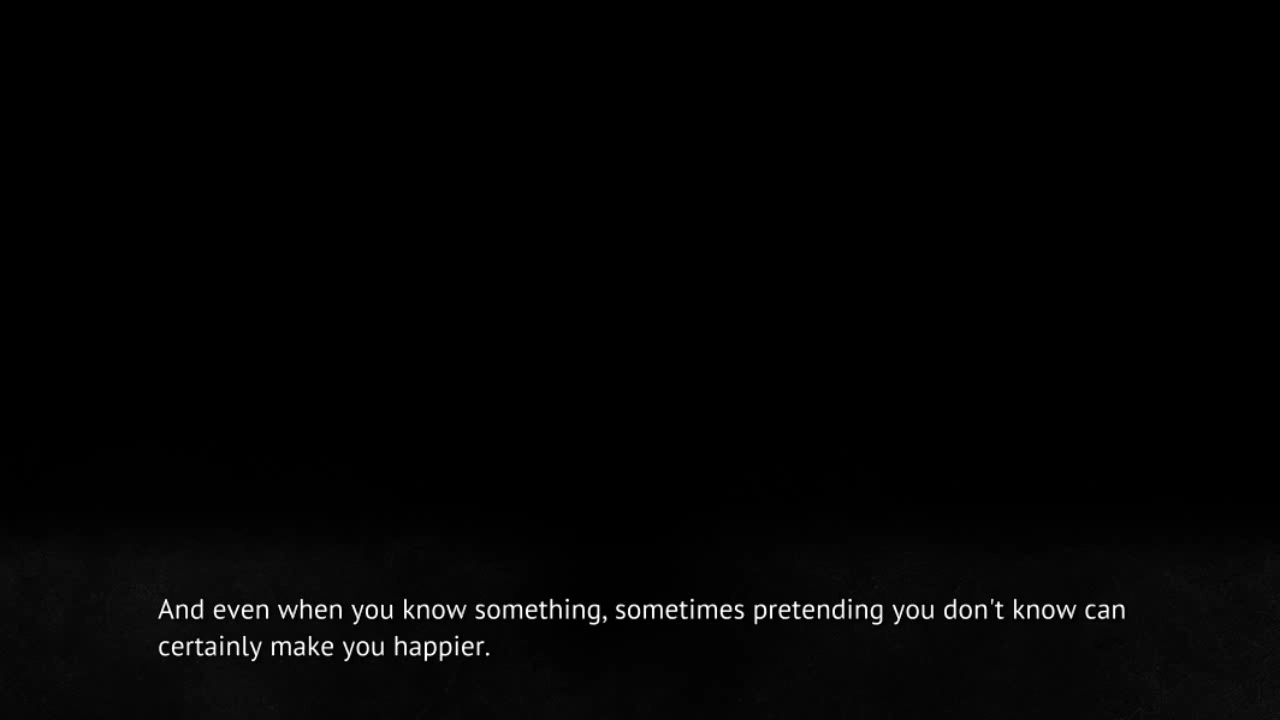 And even when you know something, sometimes pretending you don't know can
certainly make you happier.